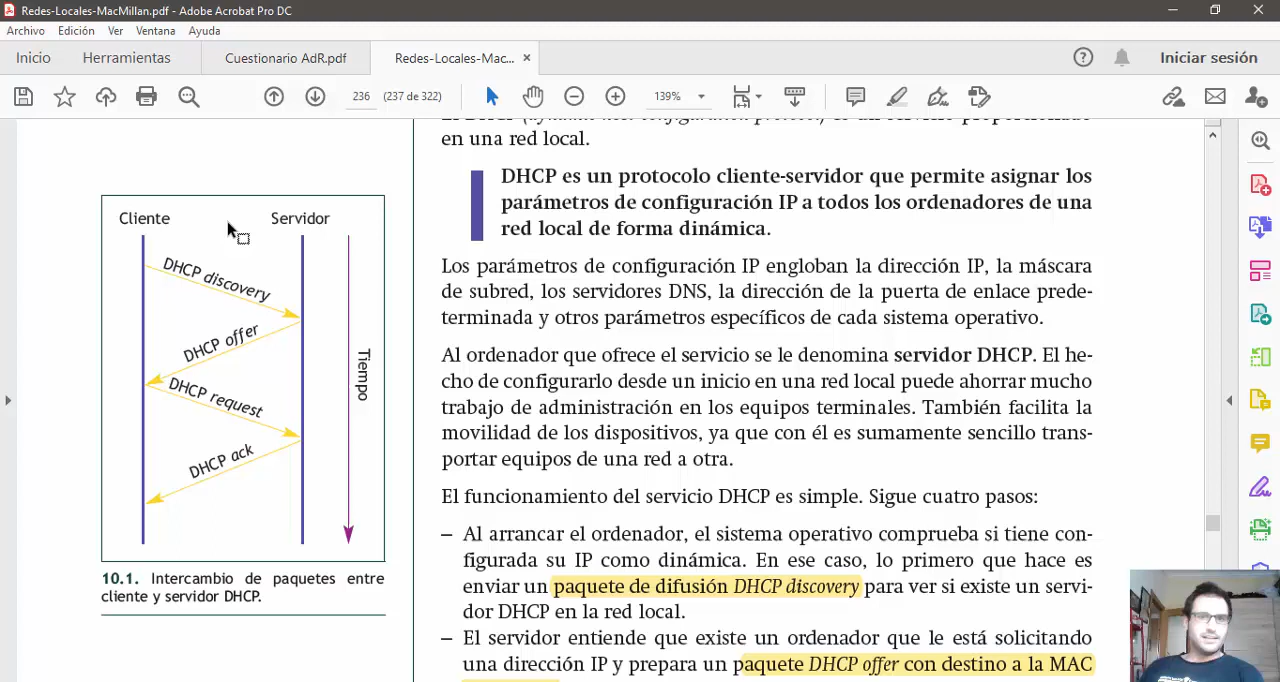 Redes-Locales-MacMillan.pdf - Adobe Acrobat Pro DC
Archivo Edición Ver Ventana Ayuda
Inicio Herramientas Cuestionario AdR.pdf Redes-Locales-Mac... × Iniciar sesión
236 (237 de 322) 139%
en una red local.
DHCP es un protocolo cliente-servidor que permite asignar los
parámetros de configuración IP a todos los ordenadores de una
red local de forma dinámica.
Los parámetros de configuración IP engloban la dirección IP, la máscara
de subred, los servidores DNS, la dirección de la puerta de enlace prede-
terminada y otros parámetros específicos de cada sistema operativo.
Al ordenador que ofrece el servicio se le denomina servidor DHCP. El he-
cho de configurarlo desde un inicio en una red local puede ahorrar mucho
trabajo de administración en los equipos terminales. También facilita la
movilidad de los dispositivos, ya que con él es sumamente sencillo trans-
portar equipos de una red a otra.
El funcionamiento del servicio DHCP es simple. Sigue cuatro pasos:
– Al arrancar el ordenador, el sistema operativo comprueba si tiene con-
figurada su IP como dinámica. En ese caso, lo primero que hace es
enviar un paquete de difusión DHCP discovery para ver si existe un servi-
dor DHCP en la red local.
– El servidor entiende que existe un ordenador que le está solicitando
una dirección IP y prepara un paquete DHCP offer con destino a la MAC
Cliente Servidor
DHCP discovery
DHCP offer
DHCP request
DHCP ack
Tiempo
10.1. Intercambio de paquetes entre
cliente y servidor DHCP.